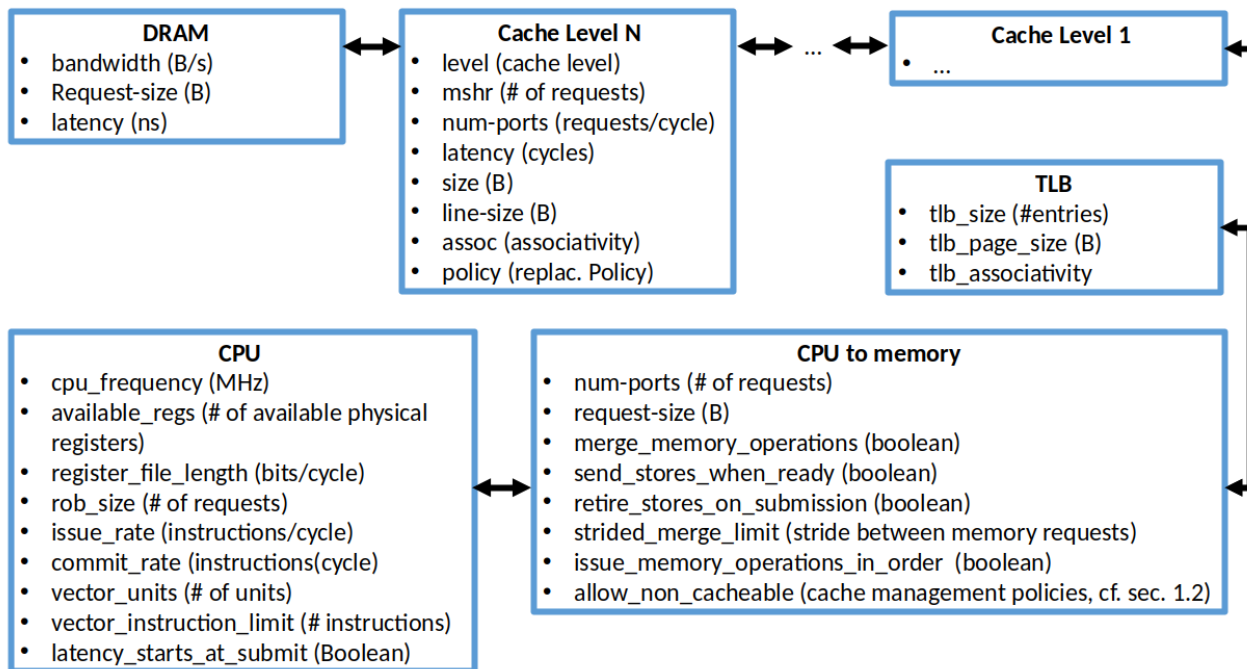 DRAM
• bandwidth (B/s)
• Request-size (B)
• latency (ns)
Cache Level N
• level (cache level)
• mshr (# of requests)
• num-ports (requests/cycle)
• latency (cycles)
• size (B)
• line-size (B)
• assoc (associativity)
• policy (replac. Policy)
...
Cache Level 1
• ...
TLB
• tlb_size (#entries)
• tlb_page_size (B)
• tlb_associativity
CPU
• cpu_frequency (MHz)
• available_regs (# of available physical
registers)
• register_file_length (bits/cycle)
• rob_size (# of requests)
• issue_rate (instructions/cycle)
• commit_rate (instructions(cycle)
• vector_units (# of units)
• vector_instruction_limit (# instructions)
• latency_starts_at_submit (Boolean)
CPU to memory
• num-ports (# of requests)
• request-size (B)
• merge_memory_operations (boolean)
• send_stores_when_ready (boolean)
• retire_stores_on_submission (boolean)
• strided_merge_limit (stride between memory requests)
• issue_memory_operations_in_order (boolean)
• allow_non_cacheable (cache management policies, cf. sec. 1.2)